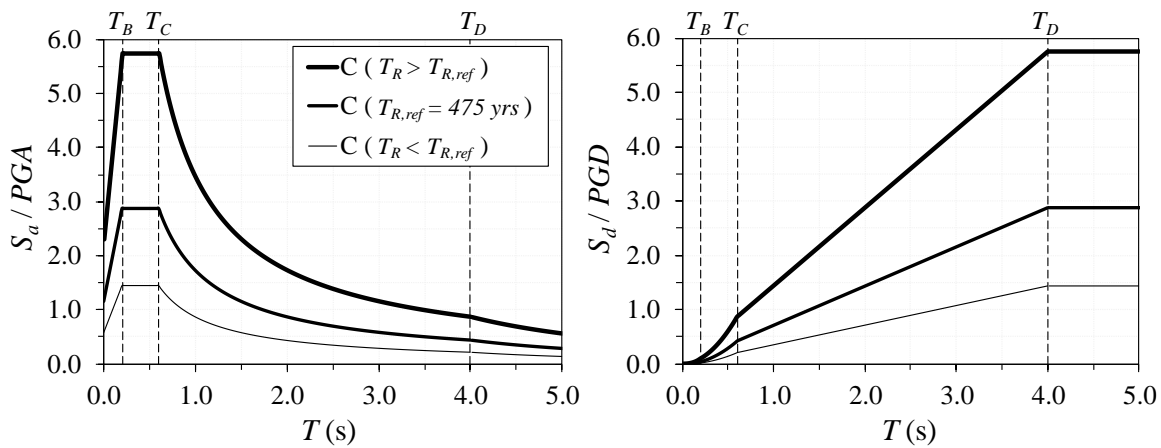 T_B T_C T_D
6.0
5.0
4.0
3.0
2.0
1.0
0.0
S_a / PGA
C ( T_R > T_{R,ref} )
C ( T_{R,ref} = 475 yrs )
C ( T_R < T_{R,ref} )
0.0 1.0 2.0 3.0 4.0 5.0
T (s)
T_B T_C T_D
6.0
5.0
4.0
3.0
2.0
1.0
0.0
S_d / PGD
0.0 1.0 2.0 3.0 4.0 5.0
T (s)